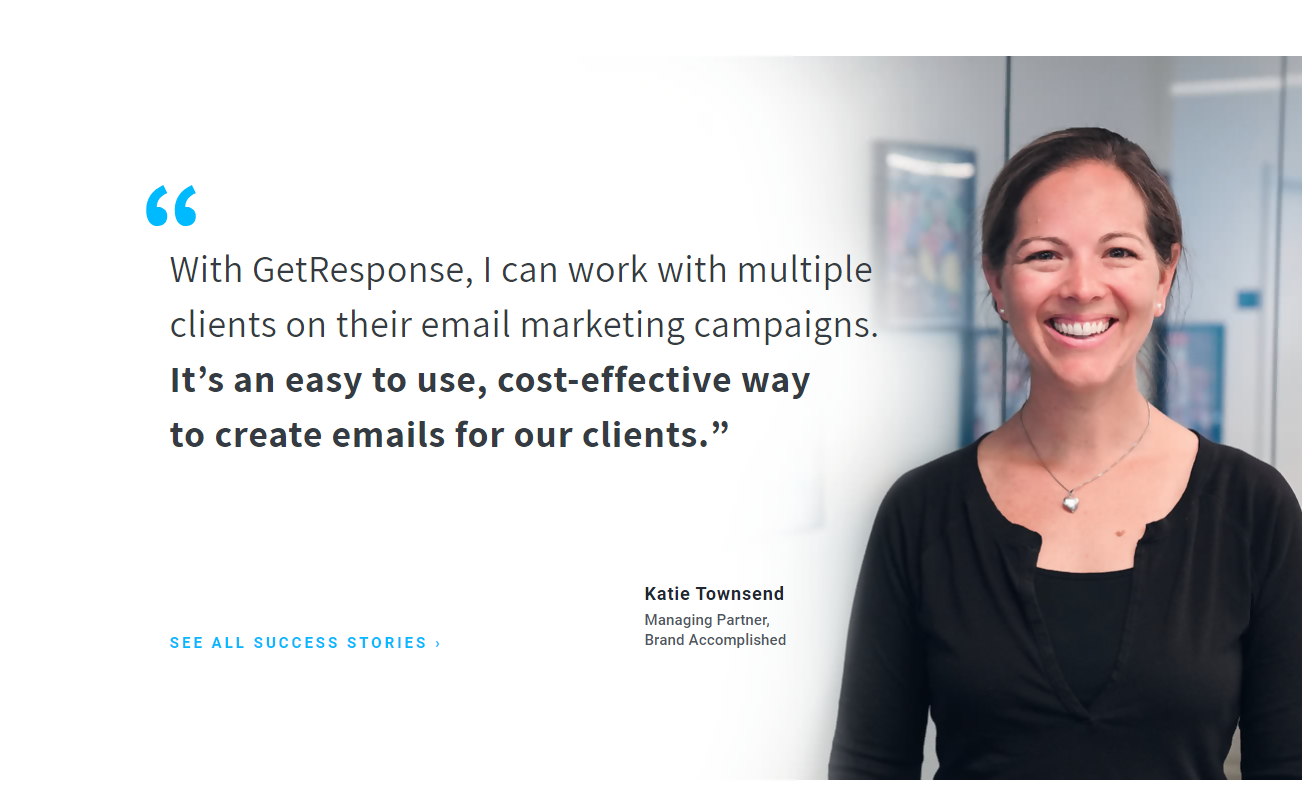 “
With GetResponse, I can work with multiple
clients on their email marketing campaigns.
It’s an easy to use, cost-effective way
to create emails for our clients.”
Katie Townsend
Managing Partner,
Brand Accomplished
SEE ALL SUCCESS STORIES ›